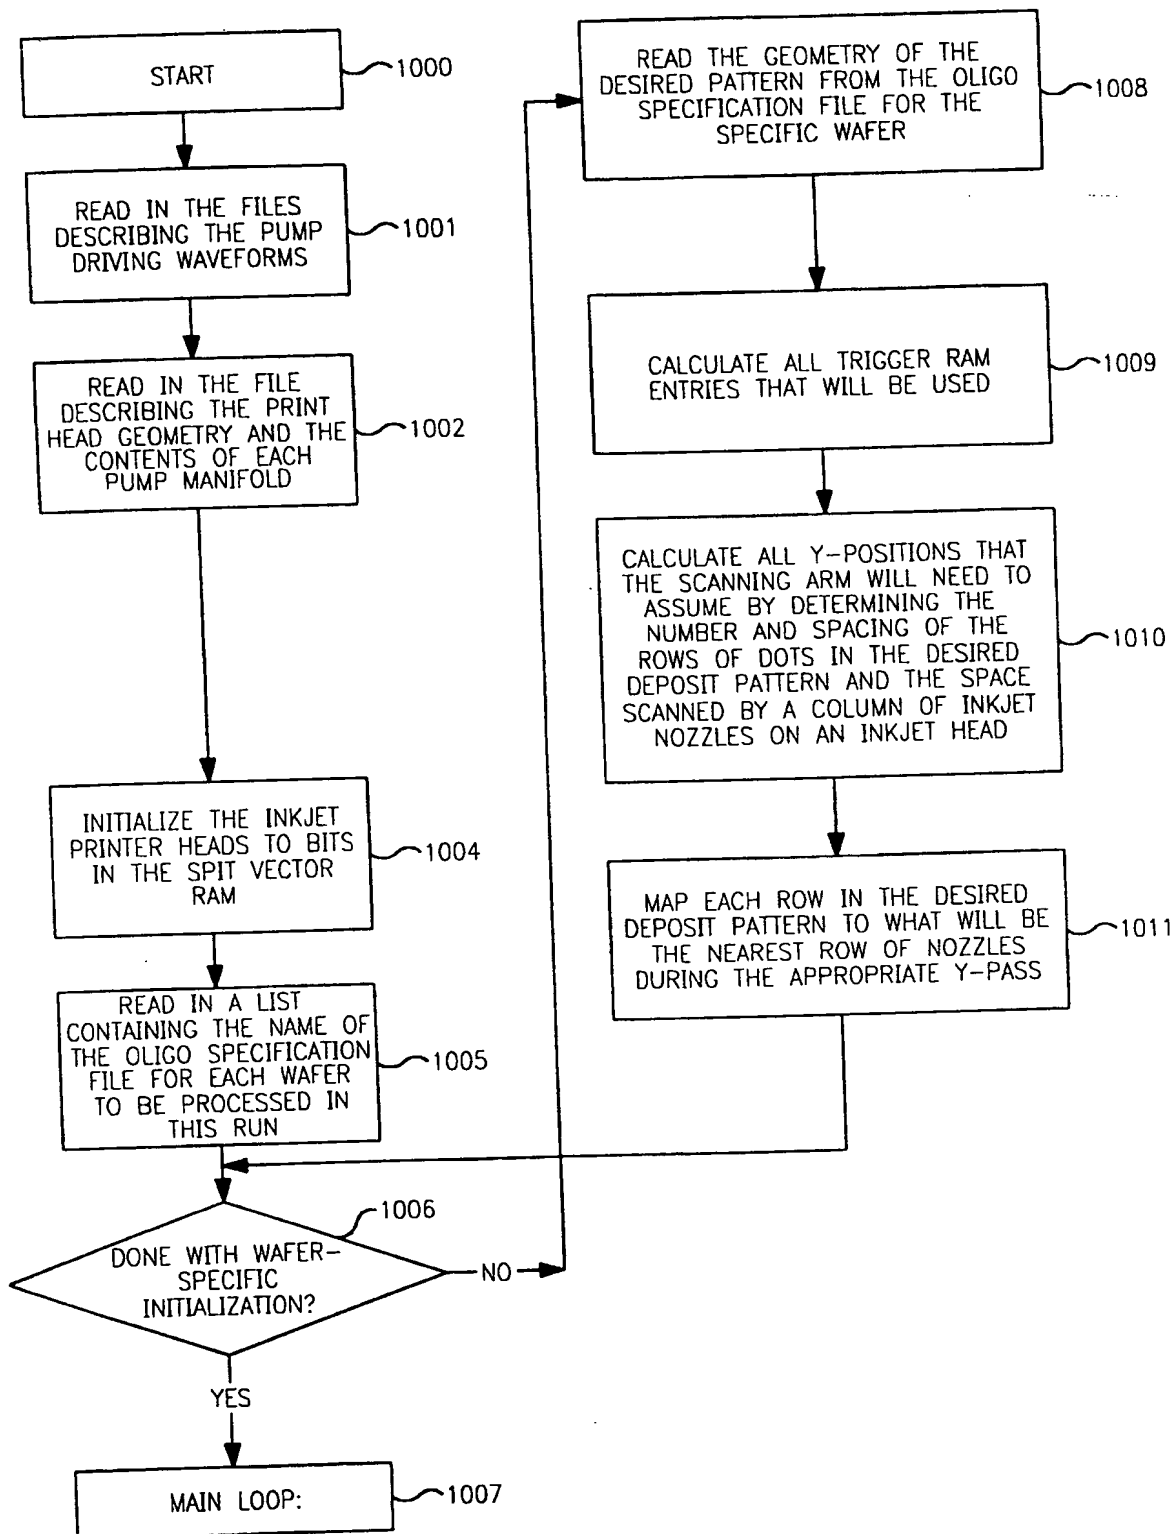 START
1000
READ IN THE FILES
DESCRIBING THE PUMP
DRIVING WAVEFORMS
1001
READ IN THE FILE
DESCRIBING THE PRINT
HEAD GEOMETRY AND THE
CONTENTS OF EACH
PUMP MANIFOLD
1002
INITIALIZE THE INKJET
PRINTER HEADS TO BITS
IN THE SPIT VECTOR
RAM
1004
READ IN A LIST
CONTAINING THE NAME OF
THE OLIGO SPECIFICATION
FILE FOR EACH WAFER
TO BE PROCESSED IN
THIS RUN
1005
DONE WITH WAFER-
SPECIFIC
INITIALIZATION?
1006
NO
YES
MAIN LOOP:
1007
READ THE GEOMETRY OF THE
DESIRED PATTERN FROM THE OLIGO
SPECIFICATION FILE FOR THE
SPECIFIC WAFER
1008
CALCULATE ALL TRIGGER RAM
ENTRIES THAT WILL BE USED
1009
CALCULATE ALL Y-POSITIONS THAT
THE SCANNING ARM WILL NEED TO
ASSUME BY DETERMINING THE
NUMBER AND SPACING OF THE
ROWS OF DOTS IN THE DESIRED
DEPOSIT PATTERN AND THE SPACE
SCANNED BY A COLUMN OF INKJET
NOZZLES ON AN INKJET HEAD
1010
MAP EACH ROW IN THE DESIRED
DEPOSIT PATTERN TO WHAT WILL BE
THE NEAREST ROW OF NOZZLES
DURING THE APPROPRIATE Y-PASS
1011